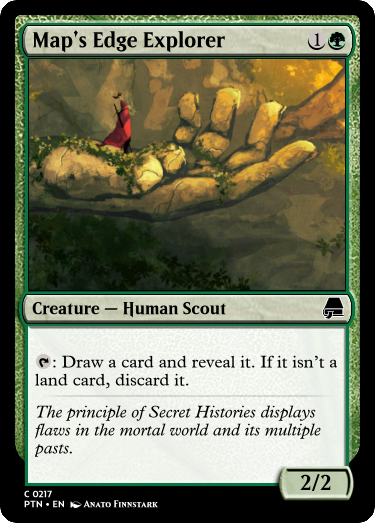 Map's Edge Explorer 1
Creature — Human Scout
: Draw a card and reveal it. If it isn't a
land card, discard it.
The principle of Secret Histories displays
flaws in the mortal world and its multiple
pasts.
2/2
C 0217
PTN • EN Anato Finnstark